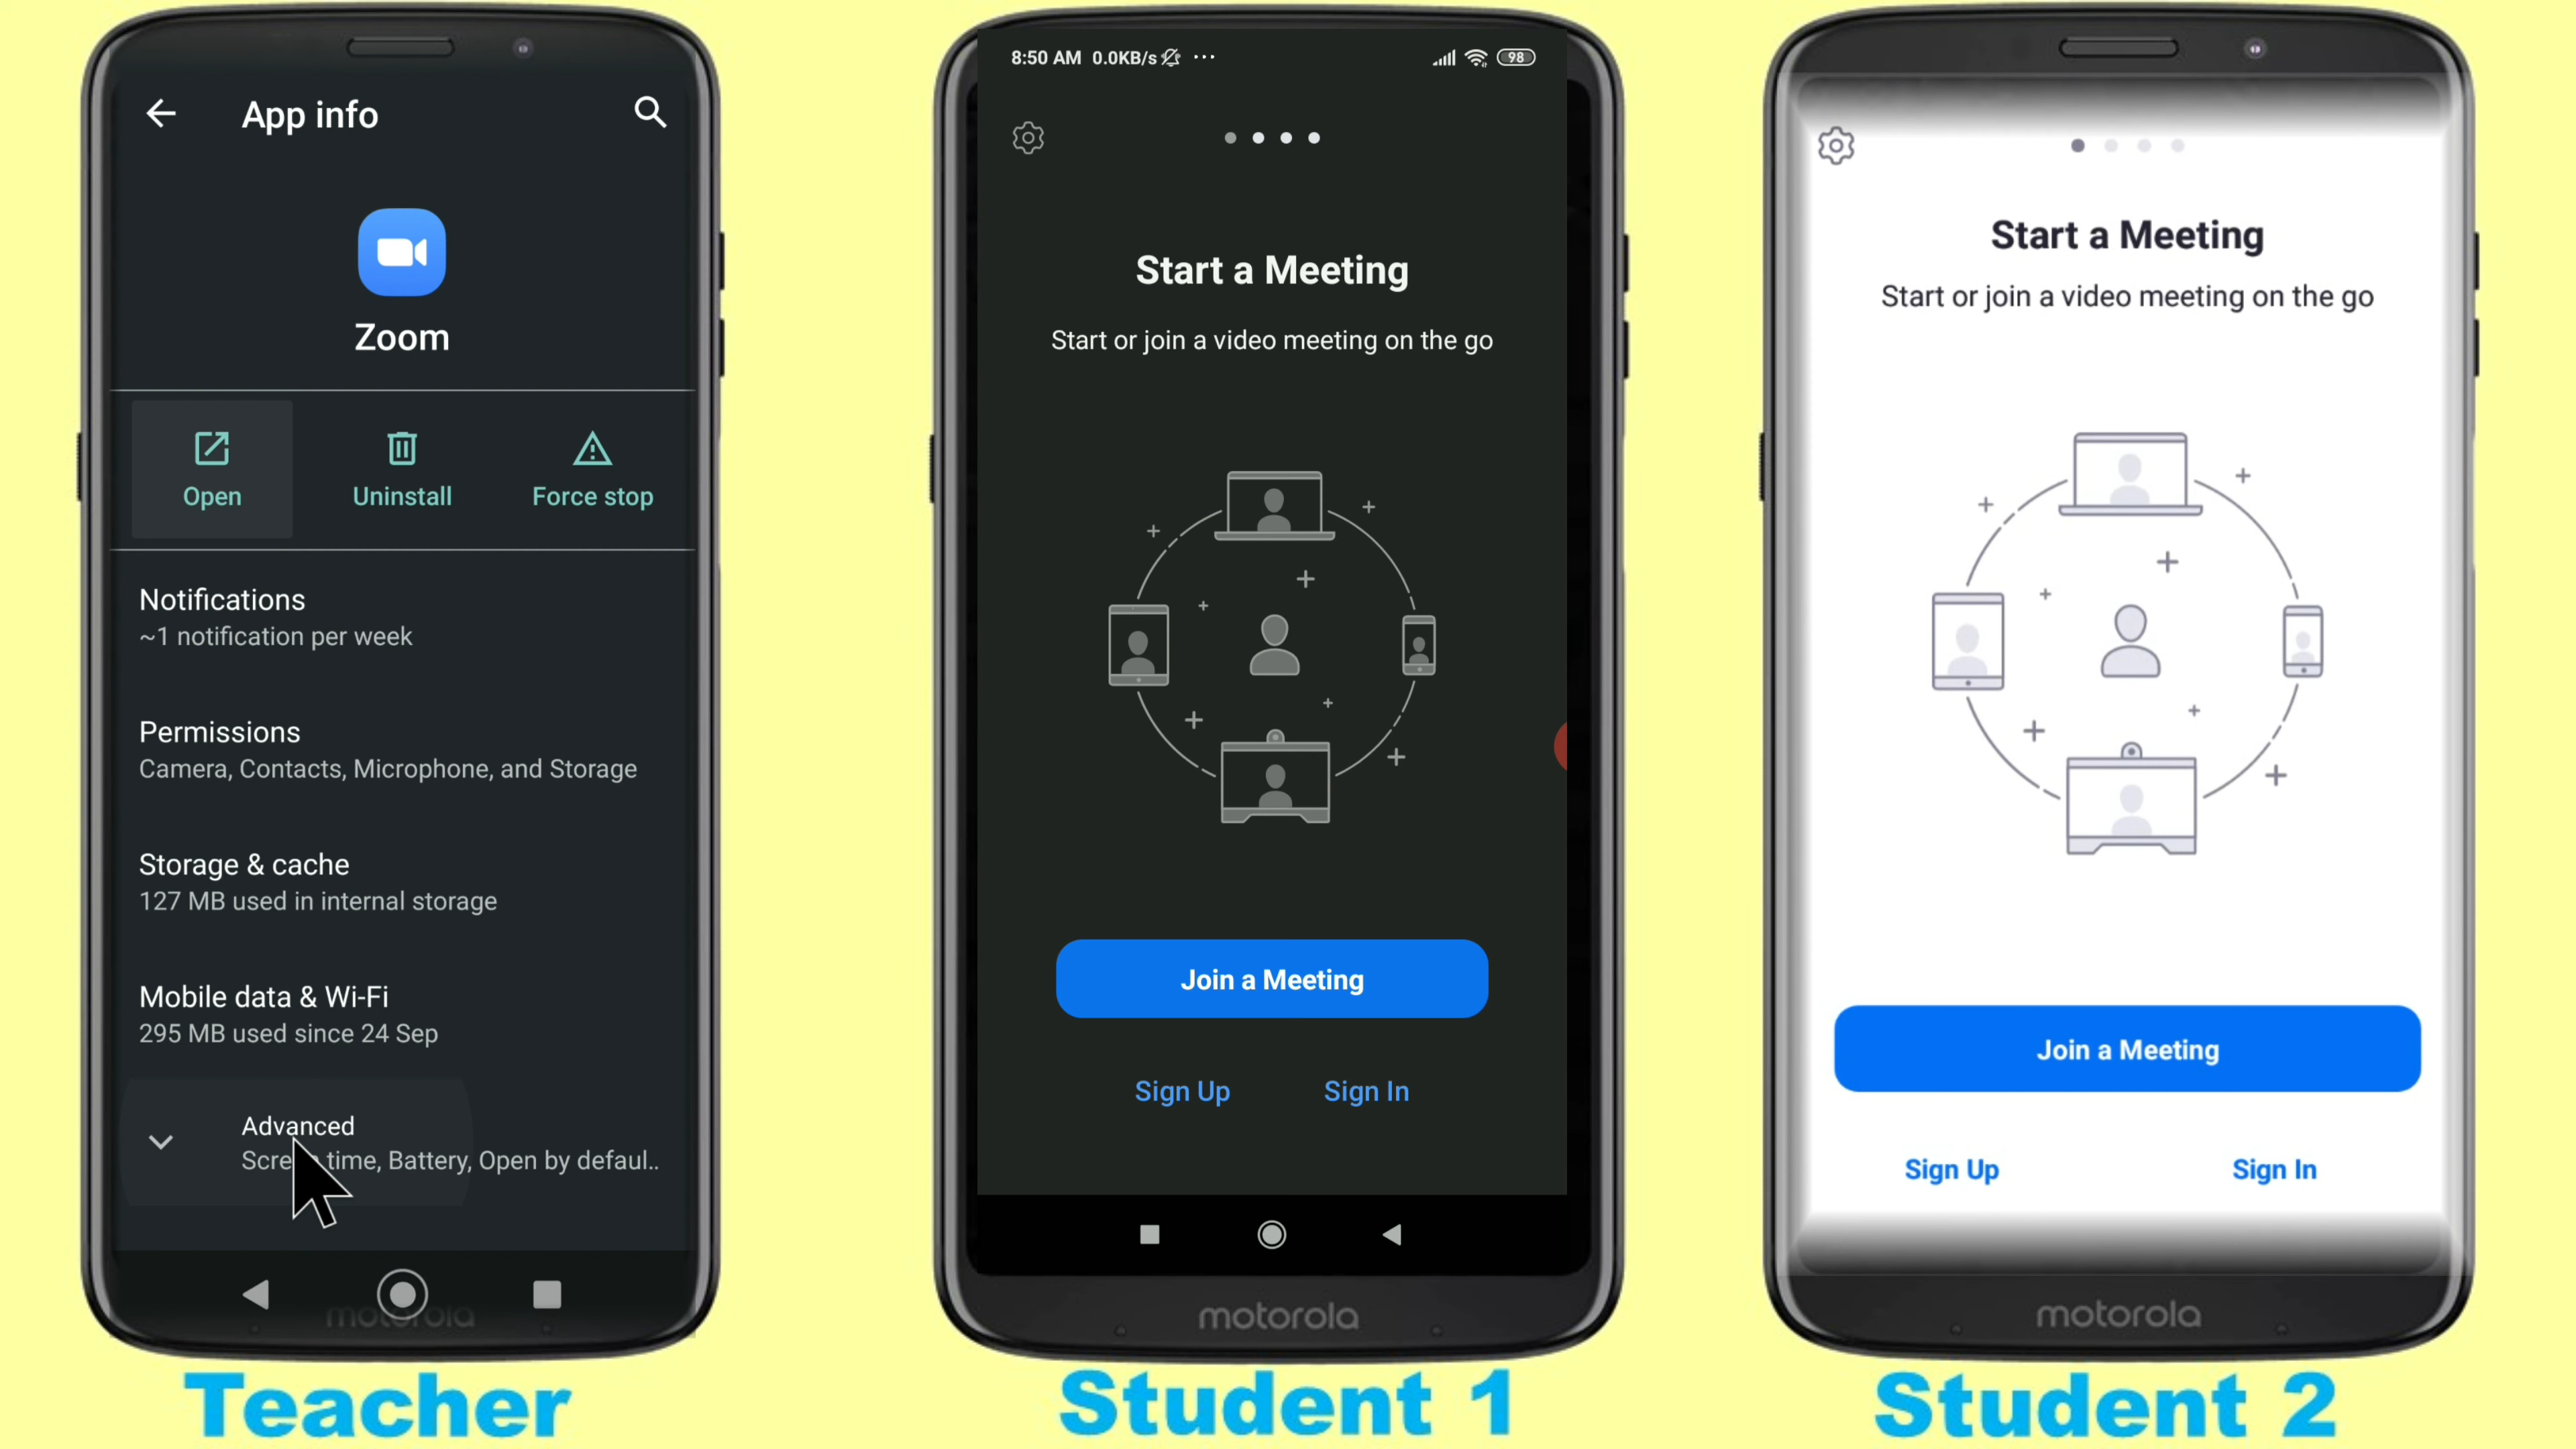 App info
Zoom
Open
Uninstall
Force stop
Notifications
~1 notification per week
Permissions
Camera, Contacts, Microphone, and Storage
Storage & cache
127 MB used in internal storage
Mobile data & Wi-Fi
295 MB used since 24 Sep
Advanced
time, Battery, Open by defaul..
motorola
Teacher
8:50 AM 0.0KB/s ... 98
Start a Meeting
Start or join a video meeting on the go
Join a Meeting
Sign Up
Sign In
motorola
Student 1
Start a Meeting
Start or join a video meeting on the go
Join a Meeting
Sign Up
Sign In
motorola
Student 2